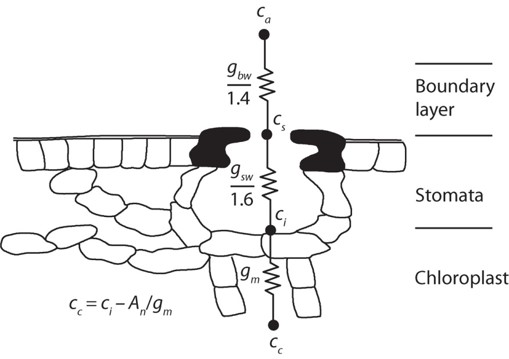 c_a
g_bw
1.4
Boundary
layer
c_s
g_sw
1.6
Stomata
c_i
g_m
Chloroplast
c_c = c_i – A_n/g_m
c_c